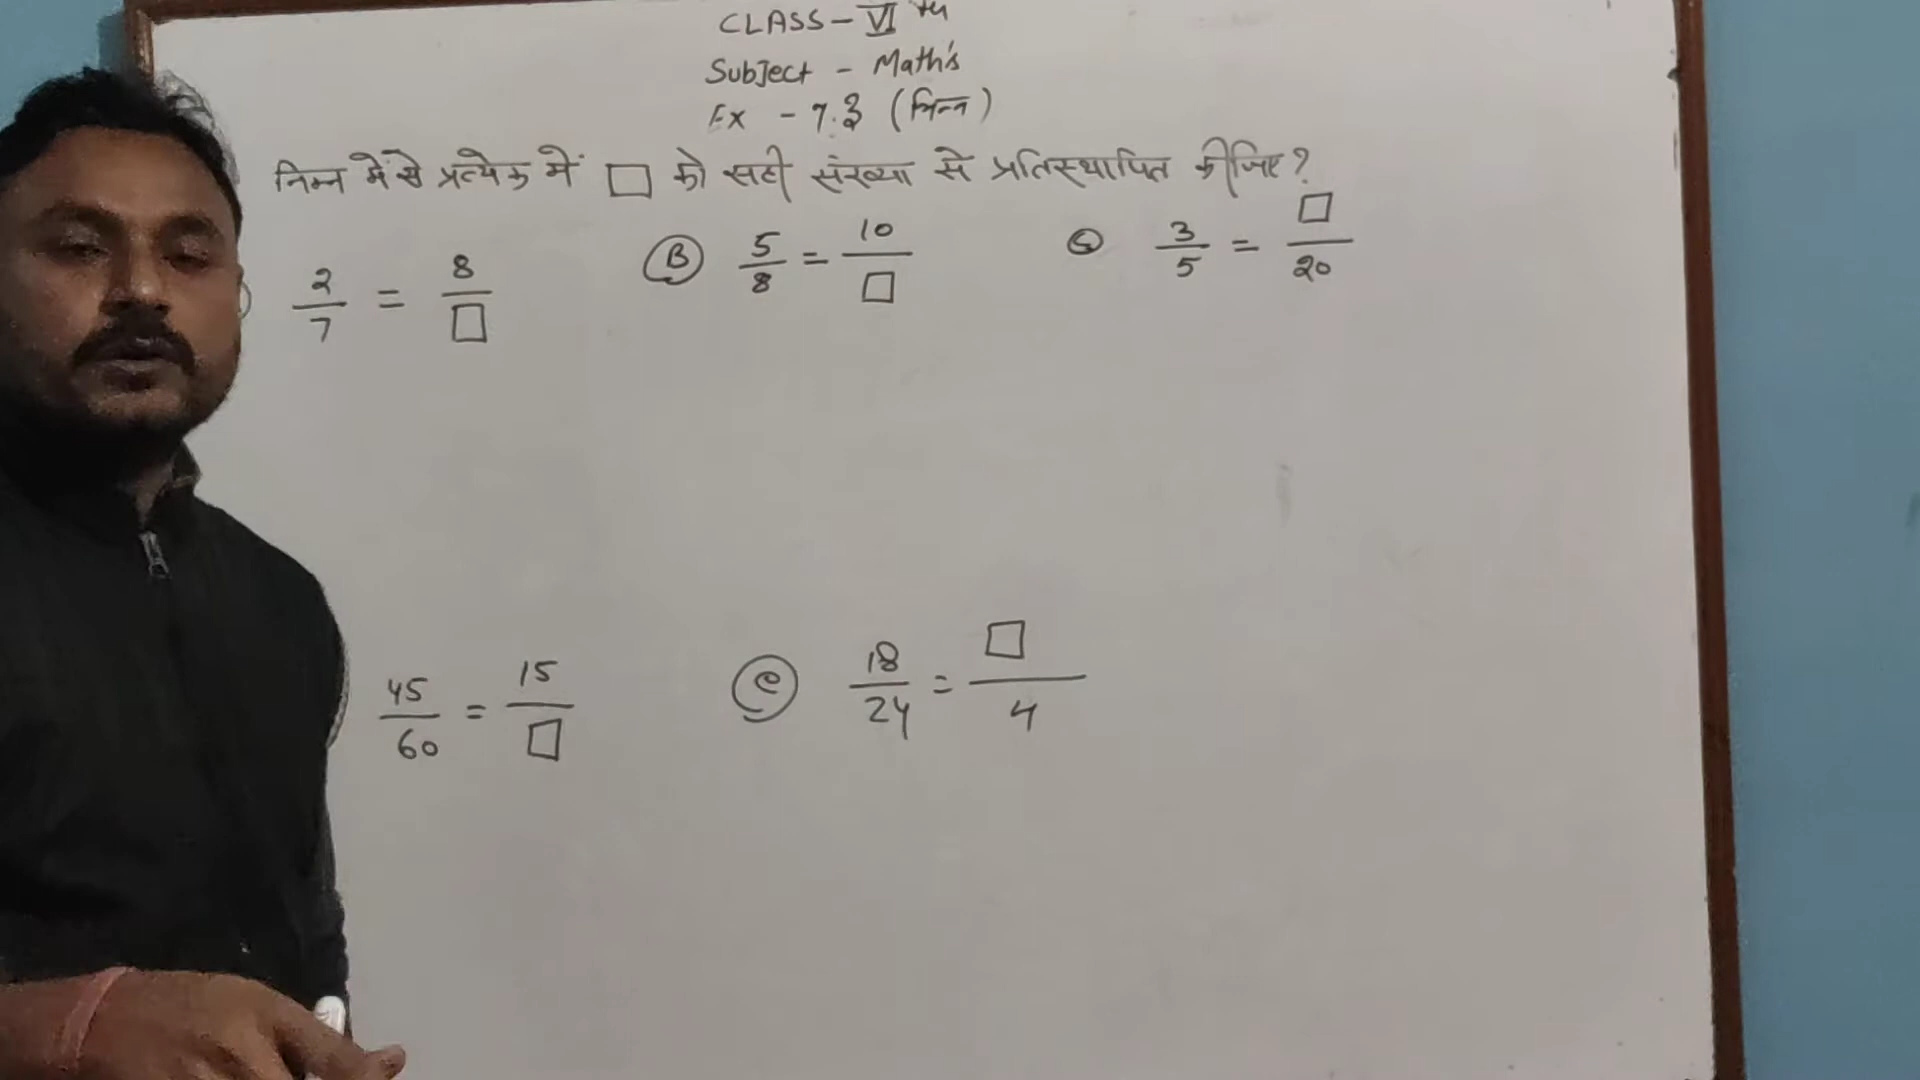 CLASS - VI th
Subject - Math's
Ex - 7.3 (भिन्न)
निम्न में से प्रत्येक में □ को सही संख्या से प्रतिस्थापित कीजिए?
2/7 = 8/□
(B) 5/8 = 10/□
C 3/5 = □/20
45/60 = 15/□
(e) 18/24 = □/4